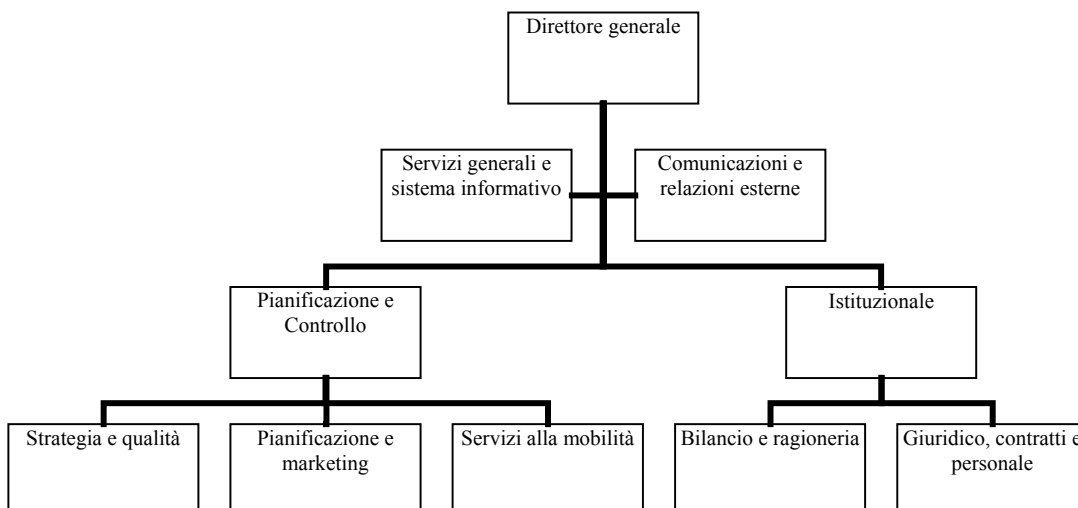 Direttore generale
Servizi generali e
sistema informativo
Comunicazioni e
relazioni esterne
Pianificazione e
Controllo
Istituzionale
Strategia e qualità
Pianificazione e
marketing
Servizi alla mobilità
Bilancio e ragioneria
Giuridico, contratti e
personale